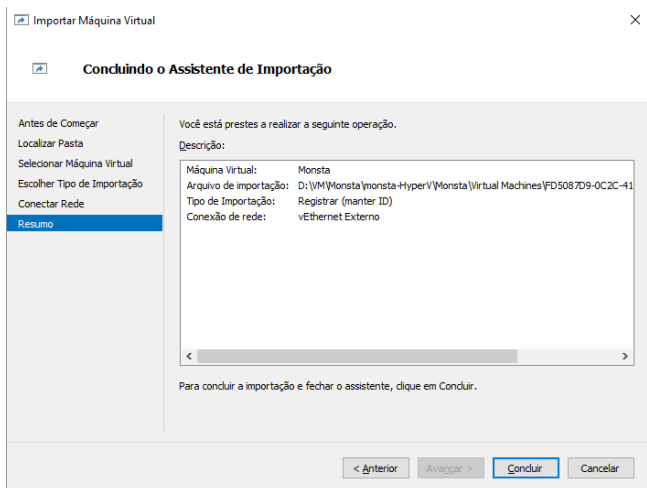 Importar Máquina Virtual
Concluindo o Assistente de Importação
Antes de Começar
Localizar Pasta
Selecionar Máquina Virtual
Escolher Tipo de Importação
Conectar Rede
Resumo
Você está prestes a realizar a seguinte operação.
Descrição:
Máquina Virtual: Monsta
Arquivo de importação: D:\VM\Monsta\monsta-HyperV\Monsta\Virtual Machines\FD5087D9-0C2C-41
Tipo de Importação: Registrar (manter ID)
Conexão de rede: vEthernet Externo
Para concluir a importação e fechar o assistente, clique em Concluir.
< Anterior Avançar > Concluir Cancelar